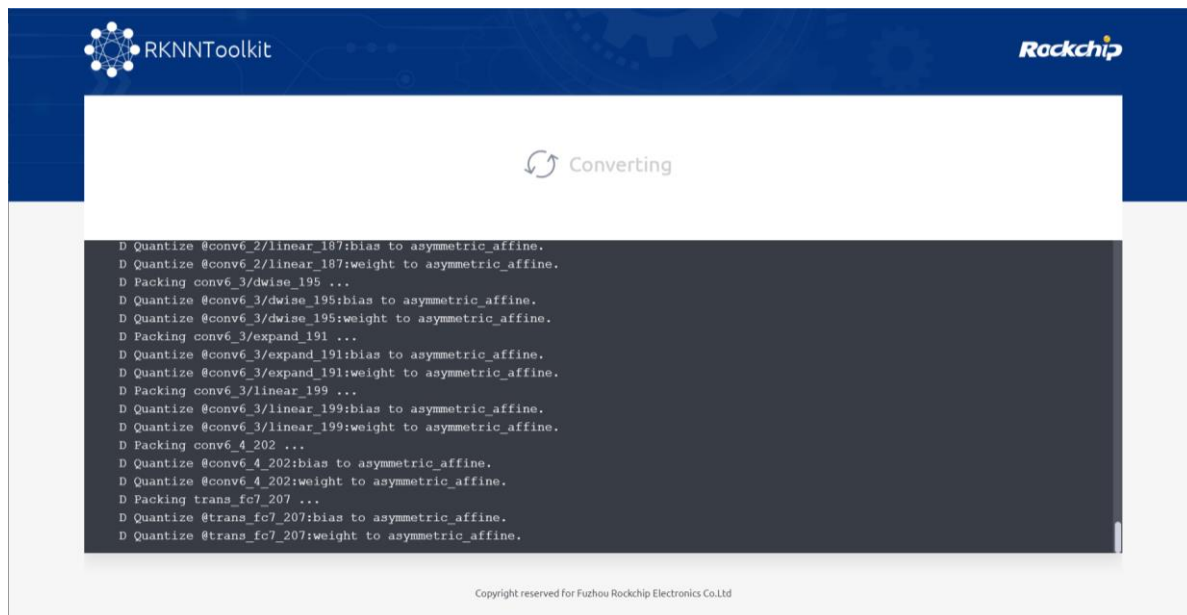 RKNNToolkit
Rockchip
Converting
D Quantize @conv6_2/linear_187:bias to asymmetric_affine.
D Quantize @conv6_2/linear_187:weight to asymmetric_affine.
D Packing conv6_3/dwise_195 ...
D Quantize @conv6_3/dwise_195:bias to asymmetric_affine.
D Quantize @conv6_3/dwise_195:weight to asymmetric_affine.
D Packing conv6_3/expand_191 ...
D Quantize @conv6_3/expand_191:bias to asymmetric_affine.
D Quantize @conv6_3/expand_191:weight to asymmetric_affine.
D Packing conv6_3/linear_199 ...
D Quantize @conv6_3/linear_199:bias to asymmetric_affine.
D Quantize @conv6_3/linear_199:weight to asymmetric_affine.
D Packing conv6_4_202 ...
D Quantize @conv6_4_202:bias to asymmetric_affine.
D Quantize @conv6_4_202:weight to asymmetric_affine.
D Packing trans_fc7_207 ...
D Quantize @trans_fc7_207:bias to asymmetric_affine.
D Quantize @trans_fc7_207:weight to asymmetric_affine.
Copyright reserved for Fuzhou Rockchip Electronics Co.Ltd